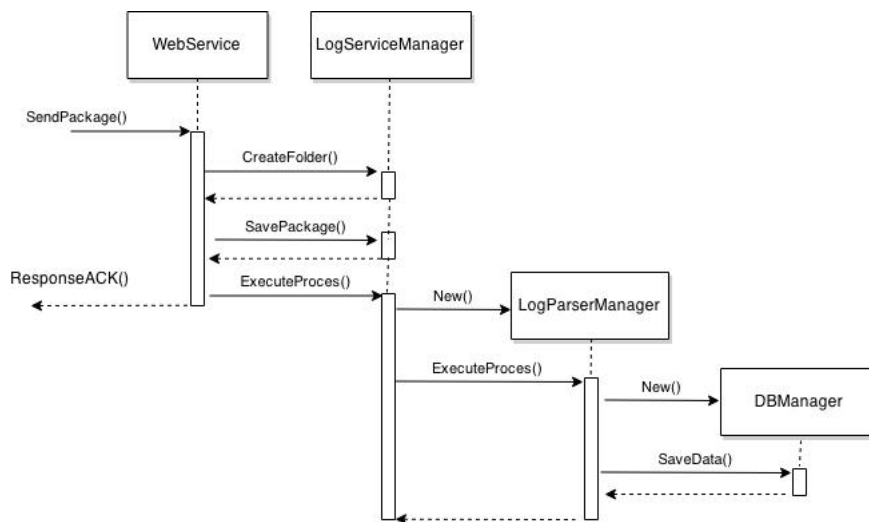 WebService
LogServiceManager
SendPackage()
CreateFolder()
SavePackage()
ResponseACK()
ExecuteProces()
New()
LogParserManager
ExecuteProces()
New()
DBManager
SaveData()